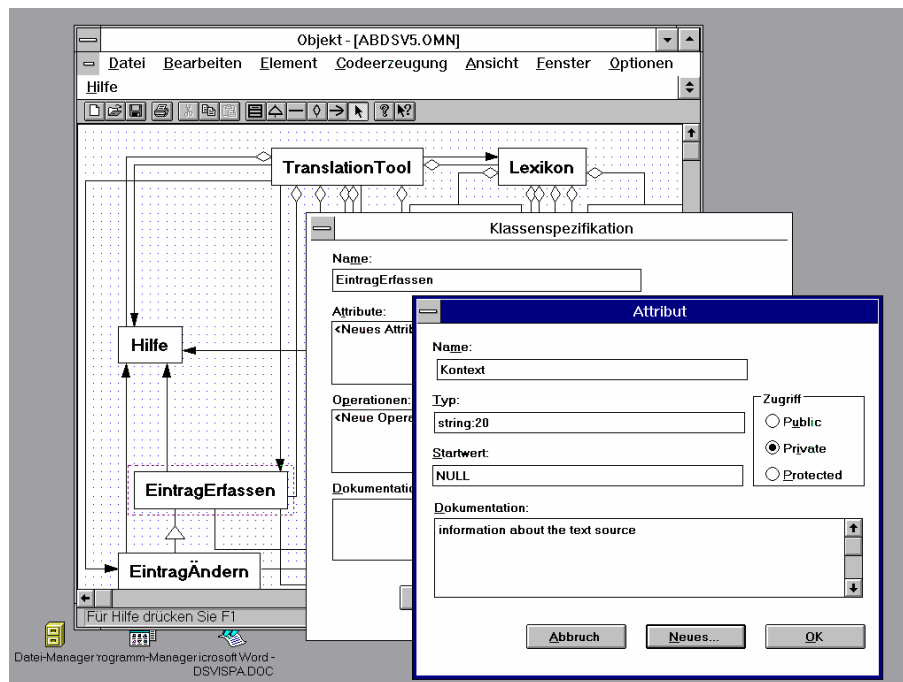 Objekt - [ABDSV5.OMN]
Datei Bearbeiten Element Codeerzeugung Ansicht Fenster Optionen
Hilfe
TranslationTool
Lexikon
Klassenspezifikation
Name:
EintragErfassen
Attribute:
<Neues Attrib
Operationen:
<Neue Opera
Dokumentatio
Attribut
Name:
Kontext
Typ:
string:20
Startwert:
NULL
Zugriff
Public
Private
Protected
Dokumentation:
information about the text source
Abbruch
Neues...
OK
Hilfe
EintragErfassen
EintragÄndern
Für Hilfe drücken Sie F1
Datei-Manager
rogramm-Manager
icrosoft Word -
DSVISPA.DOC